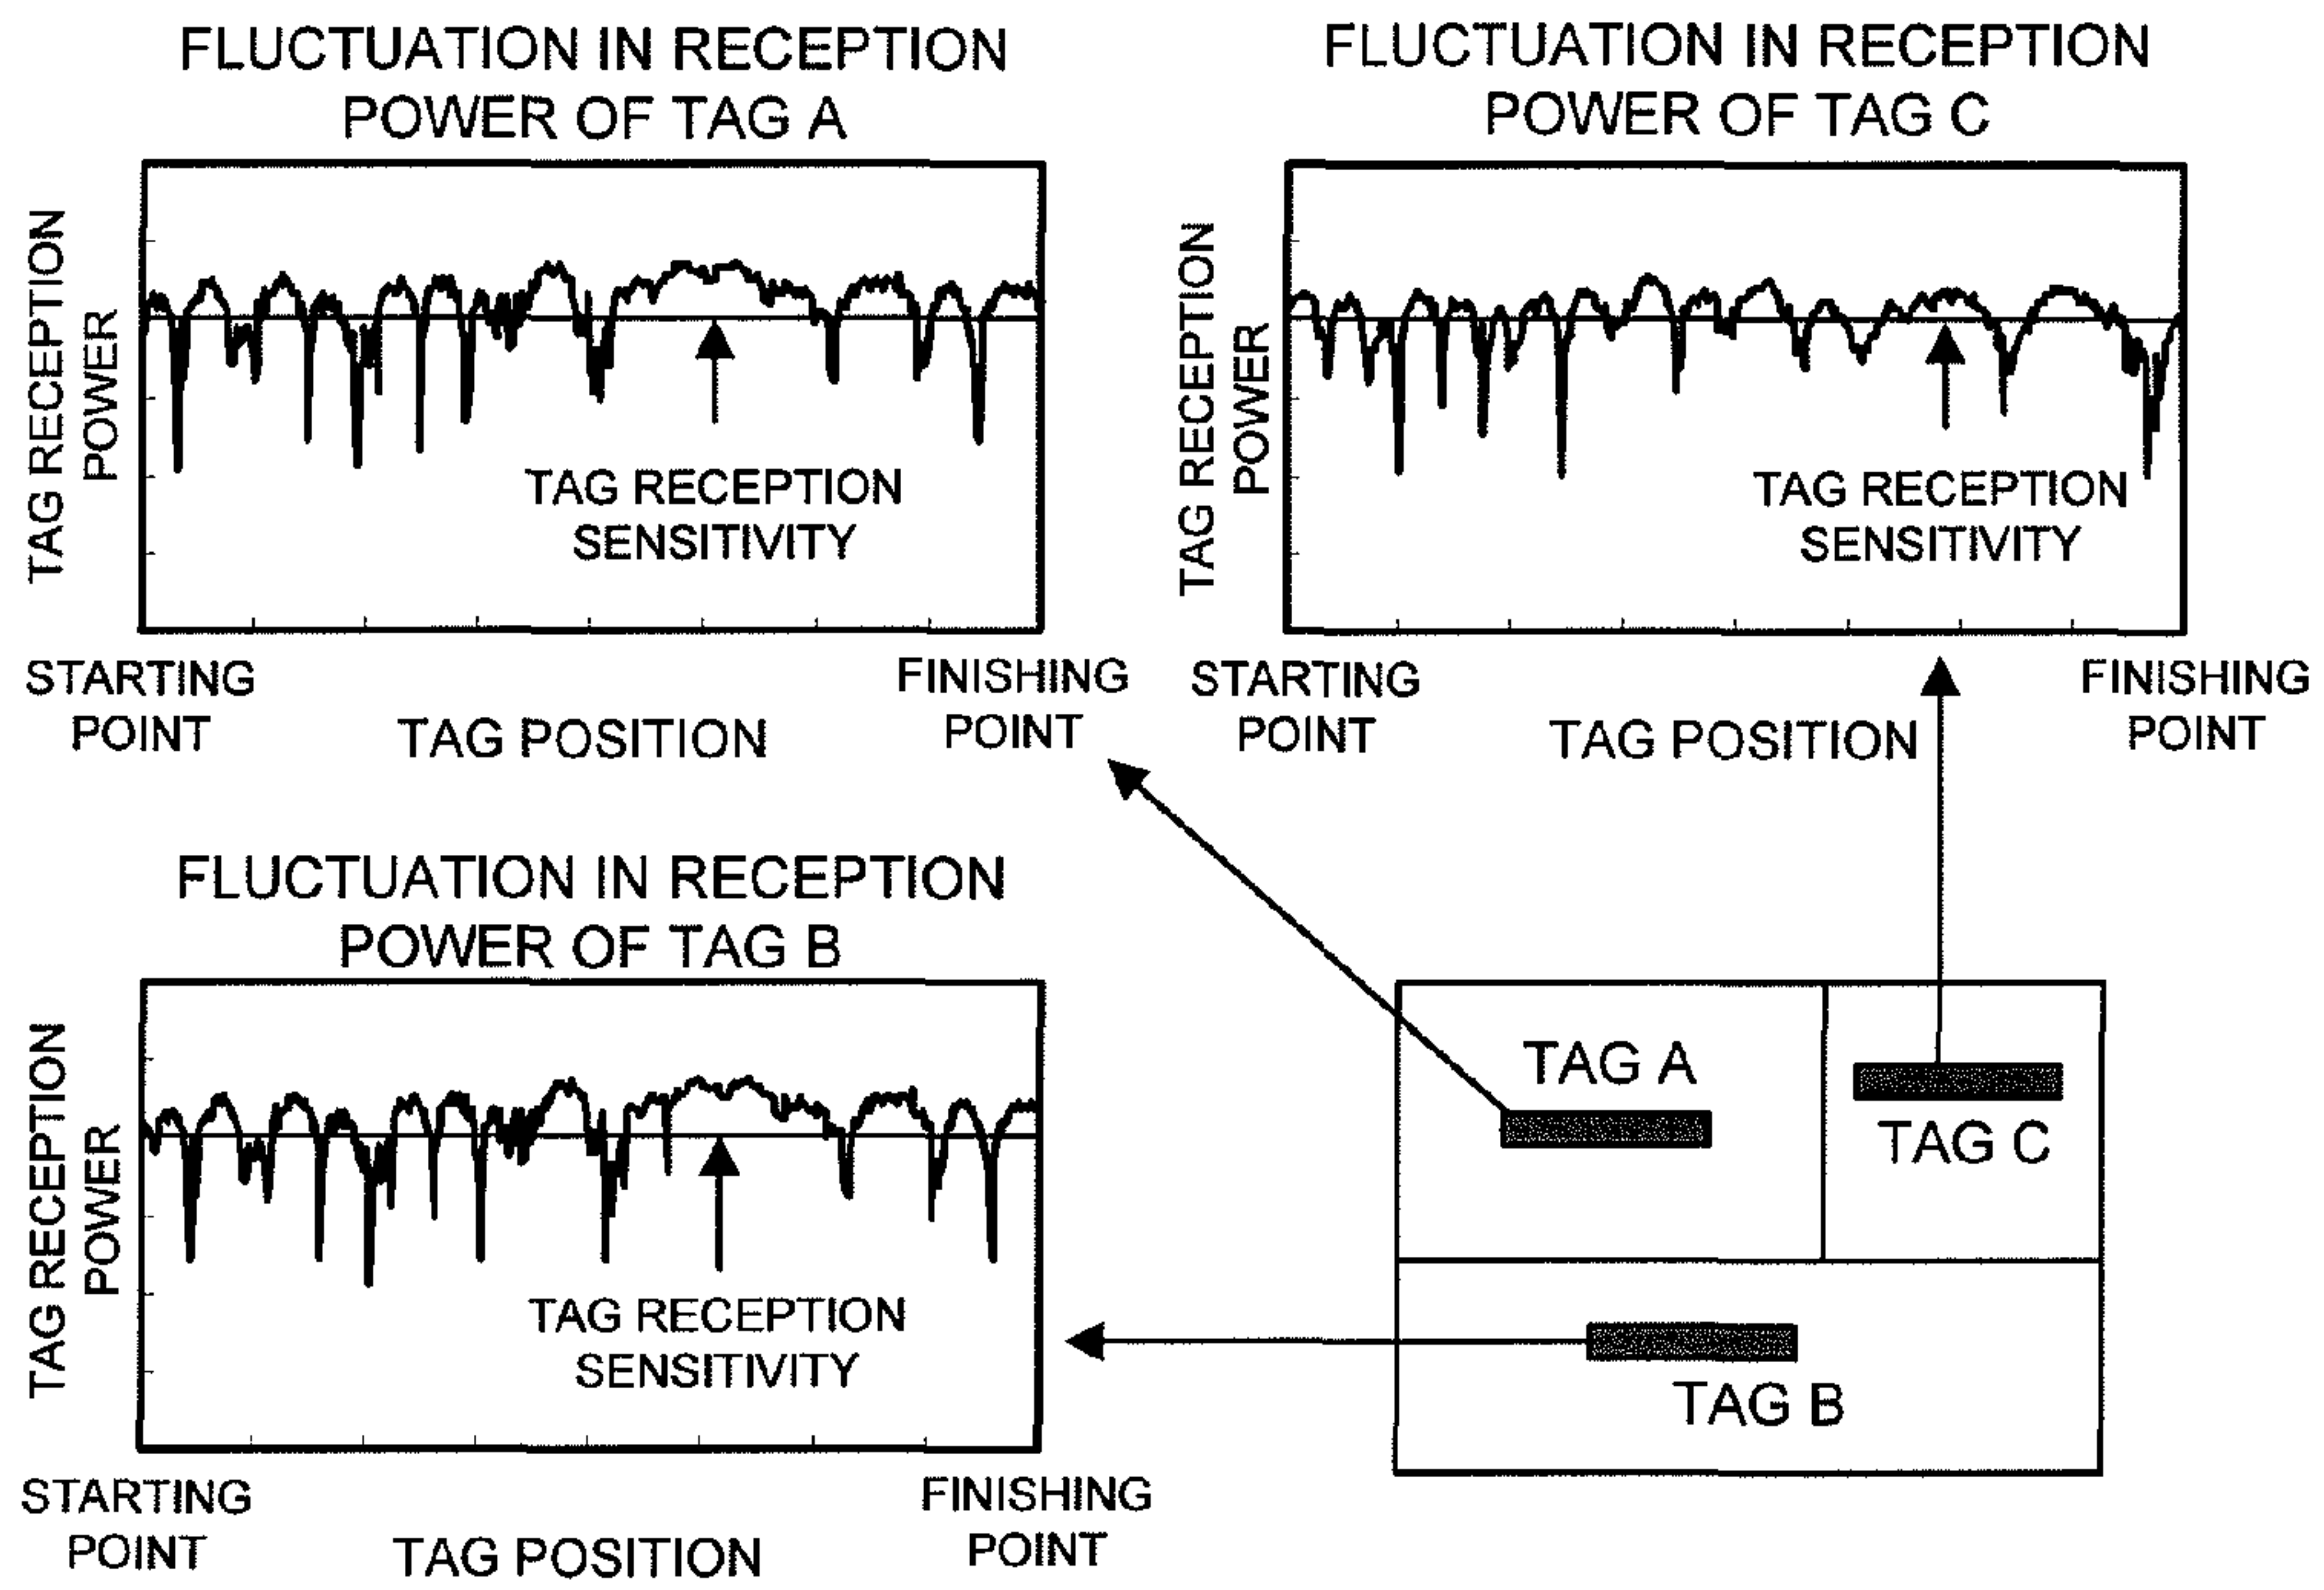 FLUCTUATION IN RECEPTION
POWER OF TAG A
TAG RECEPTION
POWER
TAG RECEPTION
SENSITIVITY
STARTING
POINT
TAG POSITION
FINISHING
POINT
FLUCTUATION IN RECEPTION
POWER OF TAG C
TAG RECEPTION
POWER
TAG RECEPTION
SENSITIVITY
STARTING
POINT
TAG POSITION
FINISHING
POINT
FLUCTUATION IN RECEPTION
POWER OF TAG B
TAG RECEPTION
POWER
TAG RECEPTION
SENSITIVITY
STARTING
POINT
TAG POSITION
FINISHING
POINT
TAG A
TAG C
TAG B